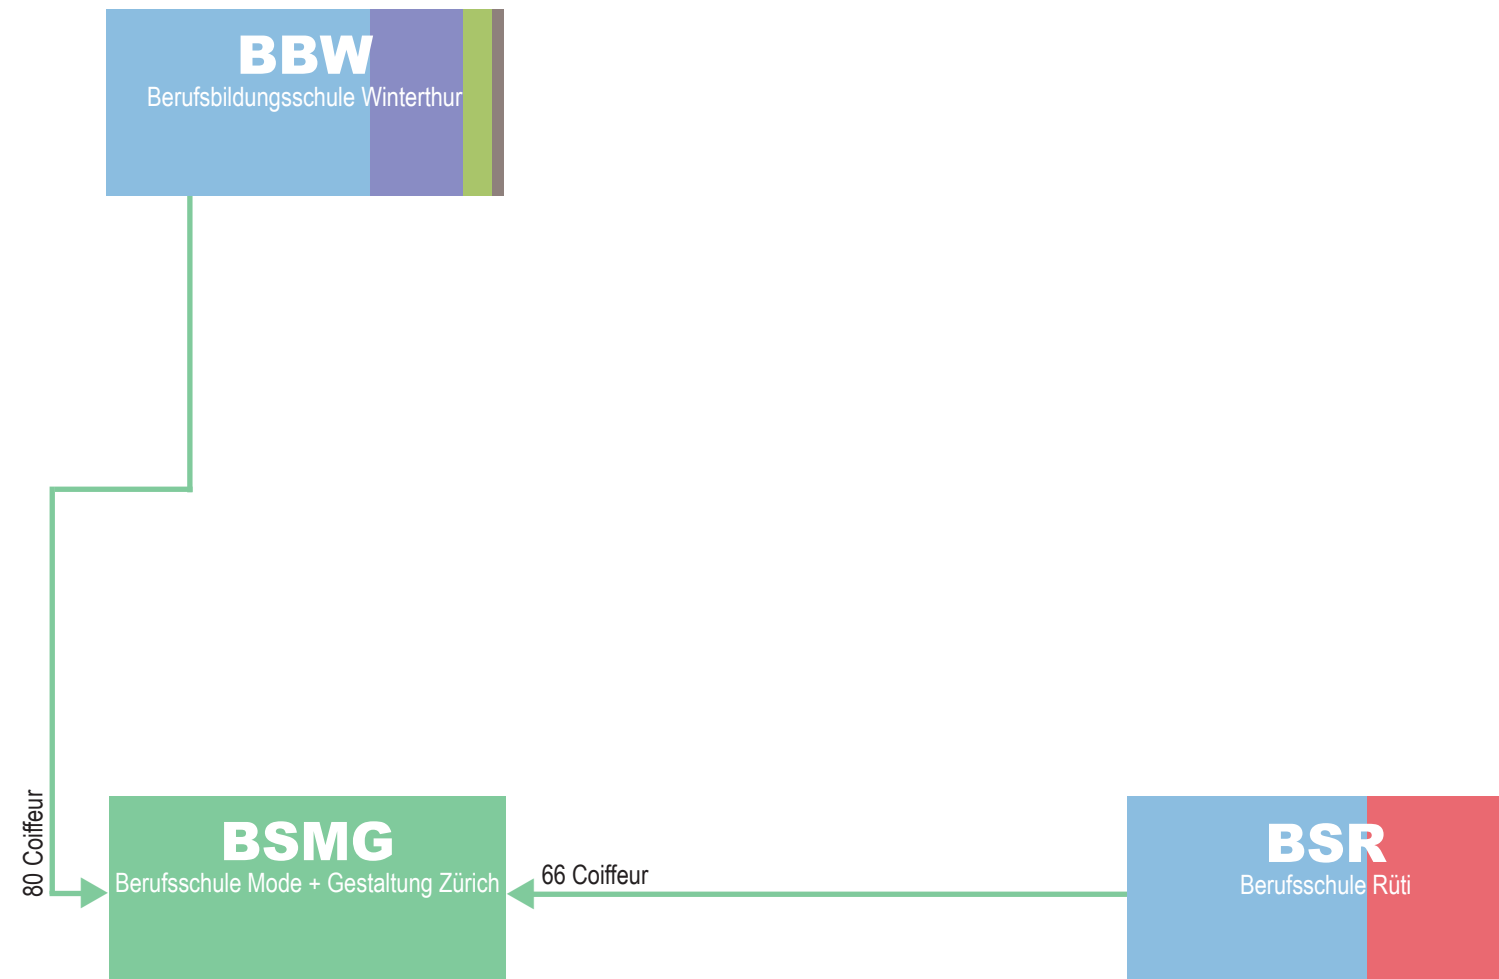 BBW
Berufsbildungsschule Winterthur
80 Coiffeur
BSMG
Berufsschule Mode + Gestaltung Zürich
66 Coiffeur
BSR
Berufsschule Rüti